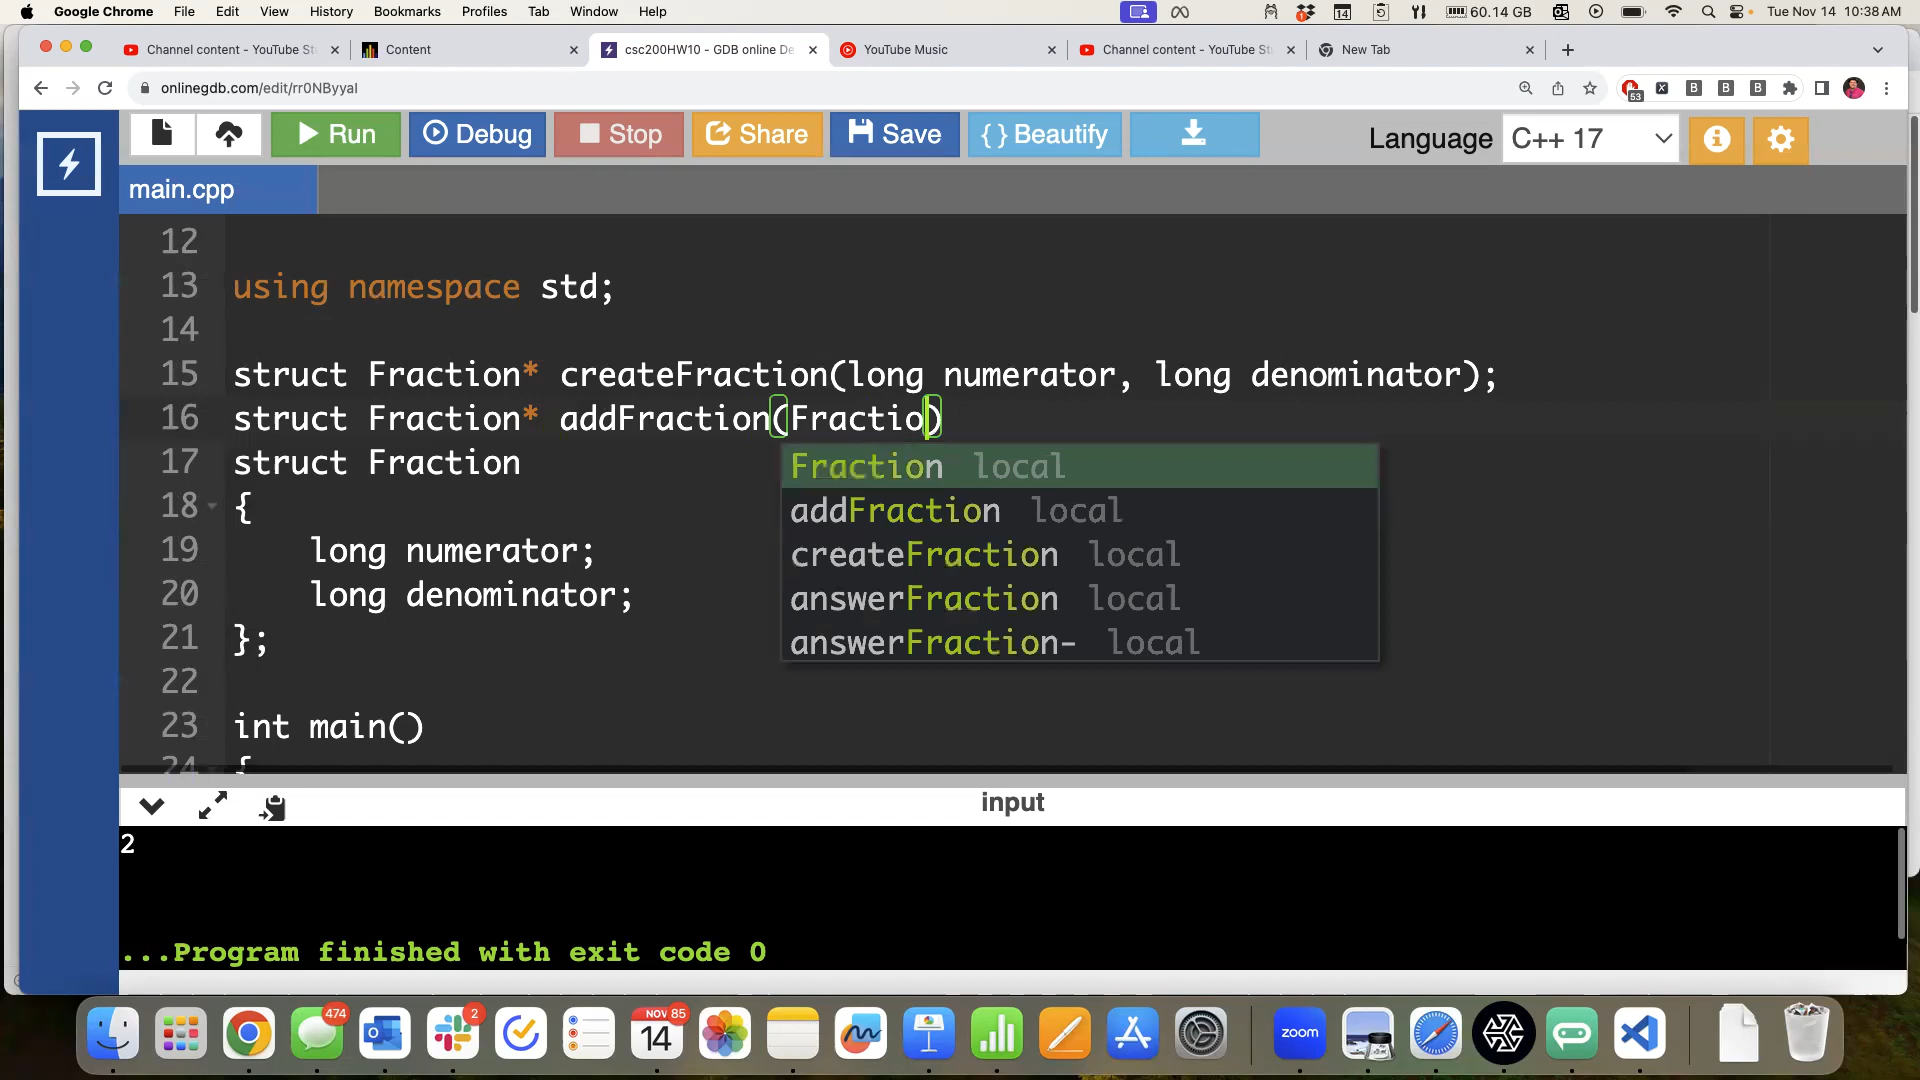 Google Chrome File Edit View History Bookmarks Profiles Tab Window Help 14 60.14 GB Tue Nov 14 10:38 AM
Channel content - YouTube St Content csc200HW10 - GDB online De YouTube Music Channel content - YouTube St New Tab
onlinegdb.com/edit/rr0NByyal 53 X B B B
Run Debug Stop Share Save {} Beautify Language C++ 17
main.cpp
12
13 using namespace std;
14
15 struct Fraction* createFraction(long numerator, long denominator);
16 struct Fraction* addFraction(Fractio)
17 struct Fraction
Fraction local
18 {
addFraction local
19 long numerator;
createFraction local
20 long denominator;
answerFraction local
21 };
answerFraction- local
22
23 int main()
24 {
input
2
...Program finished with exit code 0
474 2 NOV 85 14 zoom